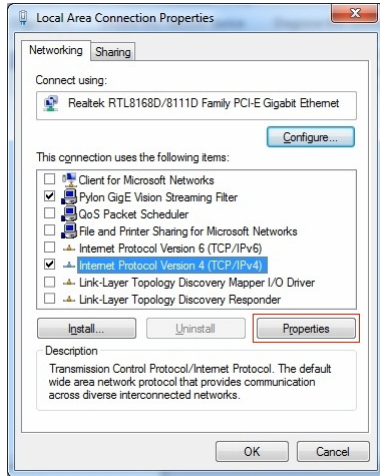 Local Area Connection Properties
Networking
Sharing
Connect using:
Realtek RTL8168D/8111D Family PCI-E Gigabit Ethernet
Configure...
This connection uses the following items:
Client for Microsoft Networks
Pylon GigE Vision Streaming Filter
QoS Packet Scheduler
File and Printer Sharing for Microsoft Networks
Internet Protocol Version 6 (TCP/IPv6)
Internet Protocol Version 4 (TCP/IPv4)
Link-Layer Topology Discovery Mapper I/O Driver
Link-Layer Topology Discovery Responder
Install...
Uninstall
Properties
Description
Transmission Control Protocol/Internet Protocol. The default
wide area network protocol that provides communication
across diverse interconnected networks.
OK
Cancel